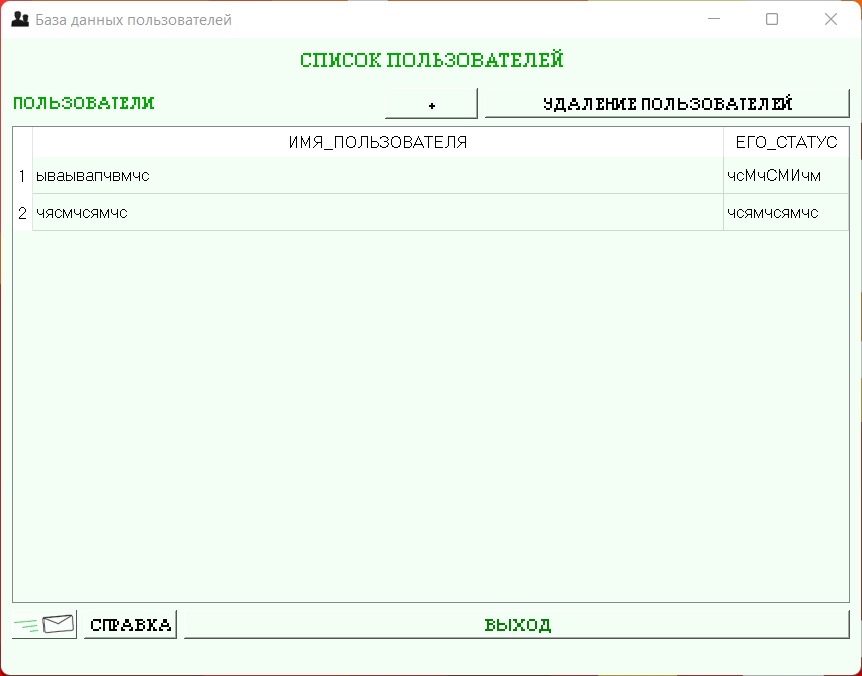 База данных пользователей
СПИСОК ПОЛЬЗОВАТЕЛЕЙ
ПОЛЬЗОВАТЕЛИ + УДАЛЕНИЕ ПОЛЬЗОВАТЕЛЕЙ
ИМЯ_ПОЛЬЗОВАТЕЛЯ ЕГО_СТАТУС
1 ываывапчвмчс чсМчСМИчм
2 чясмчсямчс чсямчсямчс
СПРАВКА ВЫХОД